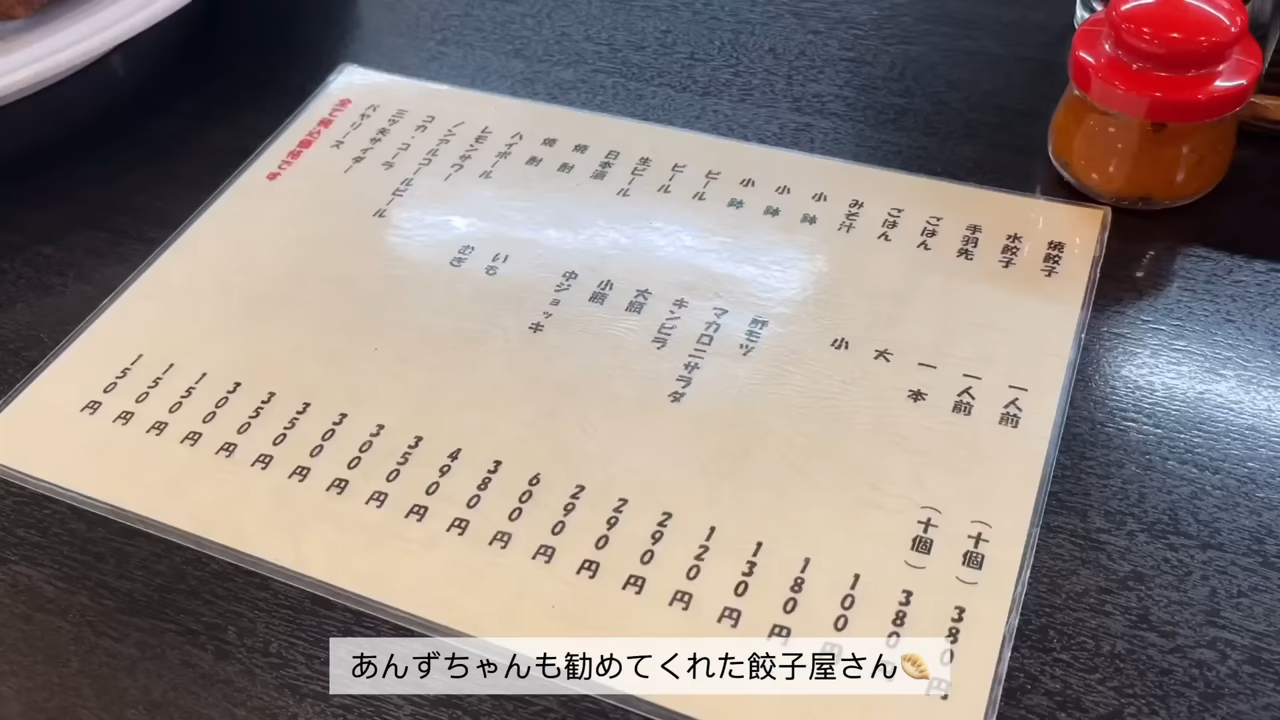 焼餃子 一人前 (十個) 380円
水餃子 一人前 (十個) 380
手羽先 一本 100円
ごはん 大 180円
ごはん 小 130円
みそ汁 120円
小鉢 酢モツ 290円
小鉢 マカロニサラダ 290円
小鉢 キンピラ 290円
ビール 大瓶 600円
ビール 小瓶 380円
生ビール 中ジョッキ 490円
日本酒 350円
焼酎 いも 300円
焼酎 むぎ 300円
ハイボール 350円
レモンサワー 350円
ノンアルコールビール 300円
コカ・コーラ 150円
三ツ矢サイダー 150円
バヤリース 150円
全て税込価格です
あんずちゃんも勧めてくれた餃子屋さん🥟